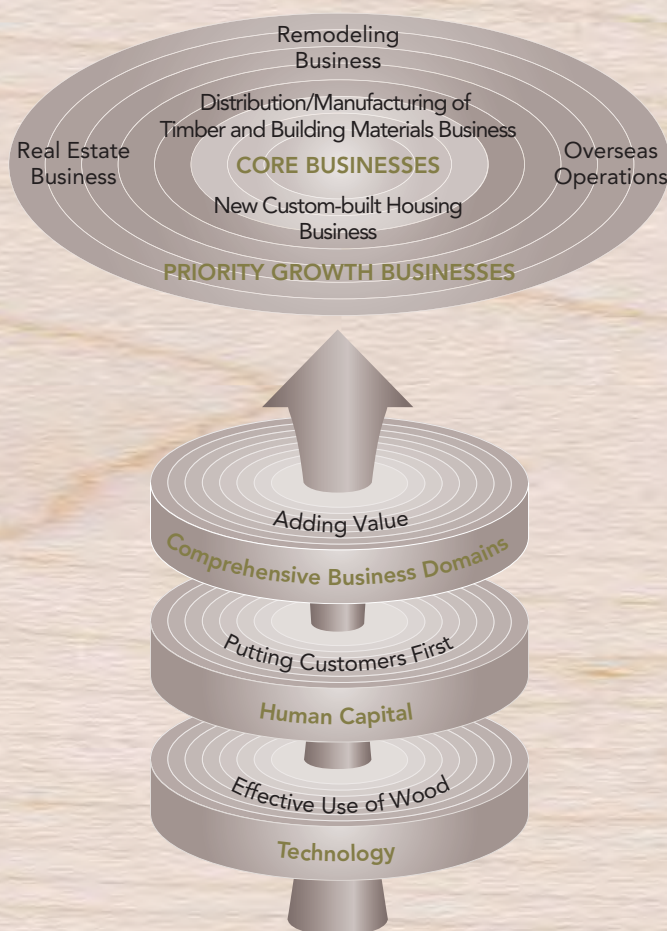 Remodeling
Business
Distribution/Manufacturing of
Timber and Building Materials Business
Real Estate
Business
CORE BUSINESSES
Overseas
Operations
New Custom-built Housing
Business
PRIORITY GROWTH BUSINESSES
Adding Value
Comprehensive Business Domains
Putting Customers First
Human Capital
Effective Use of Wood
Technology